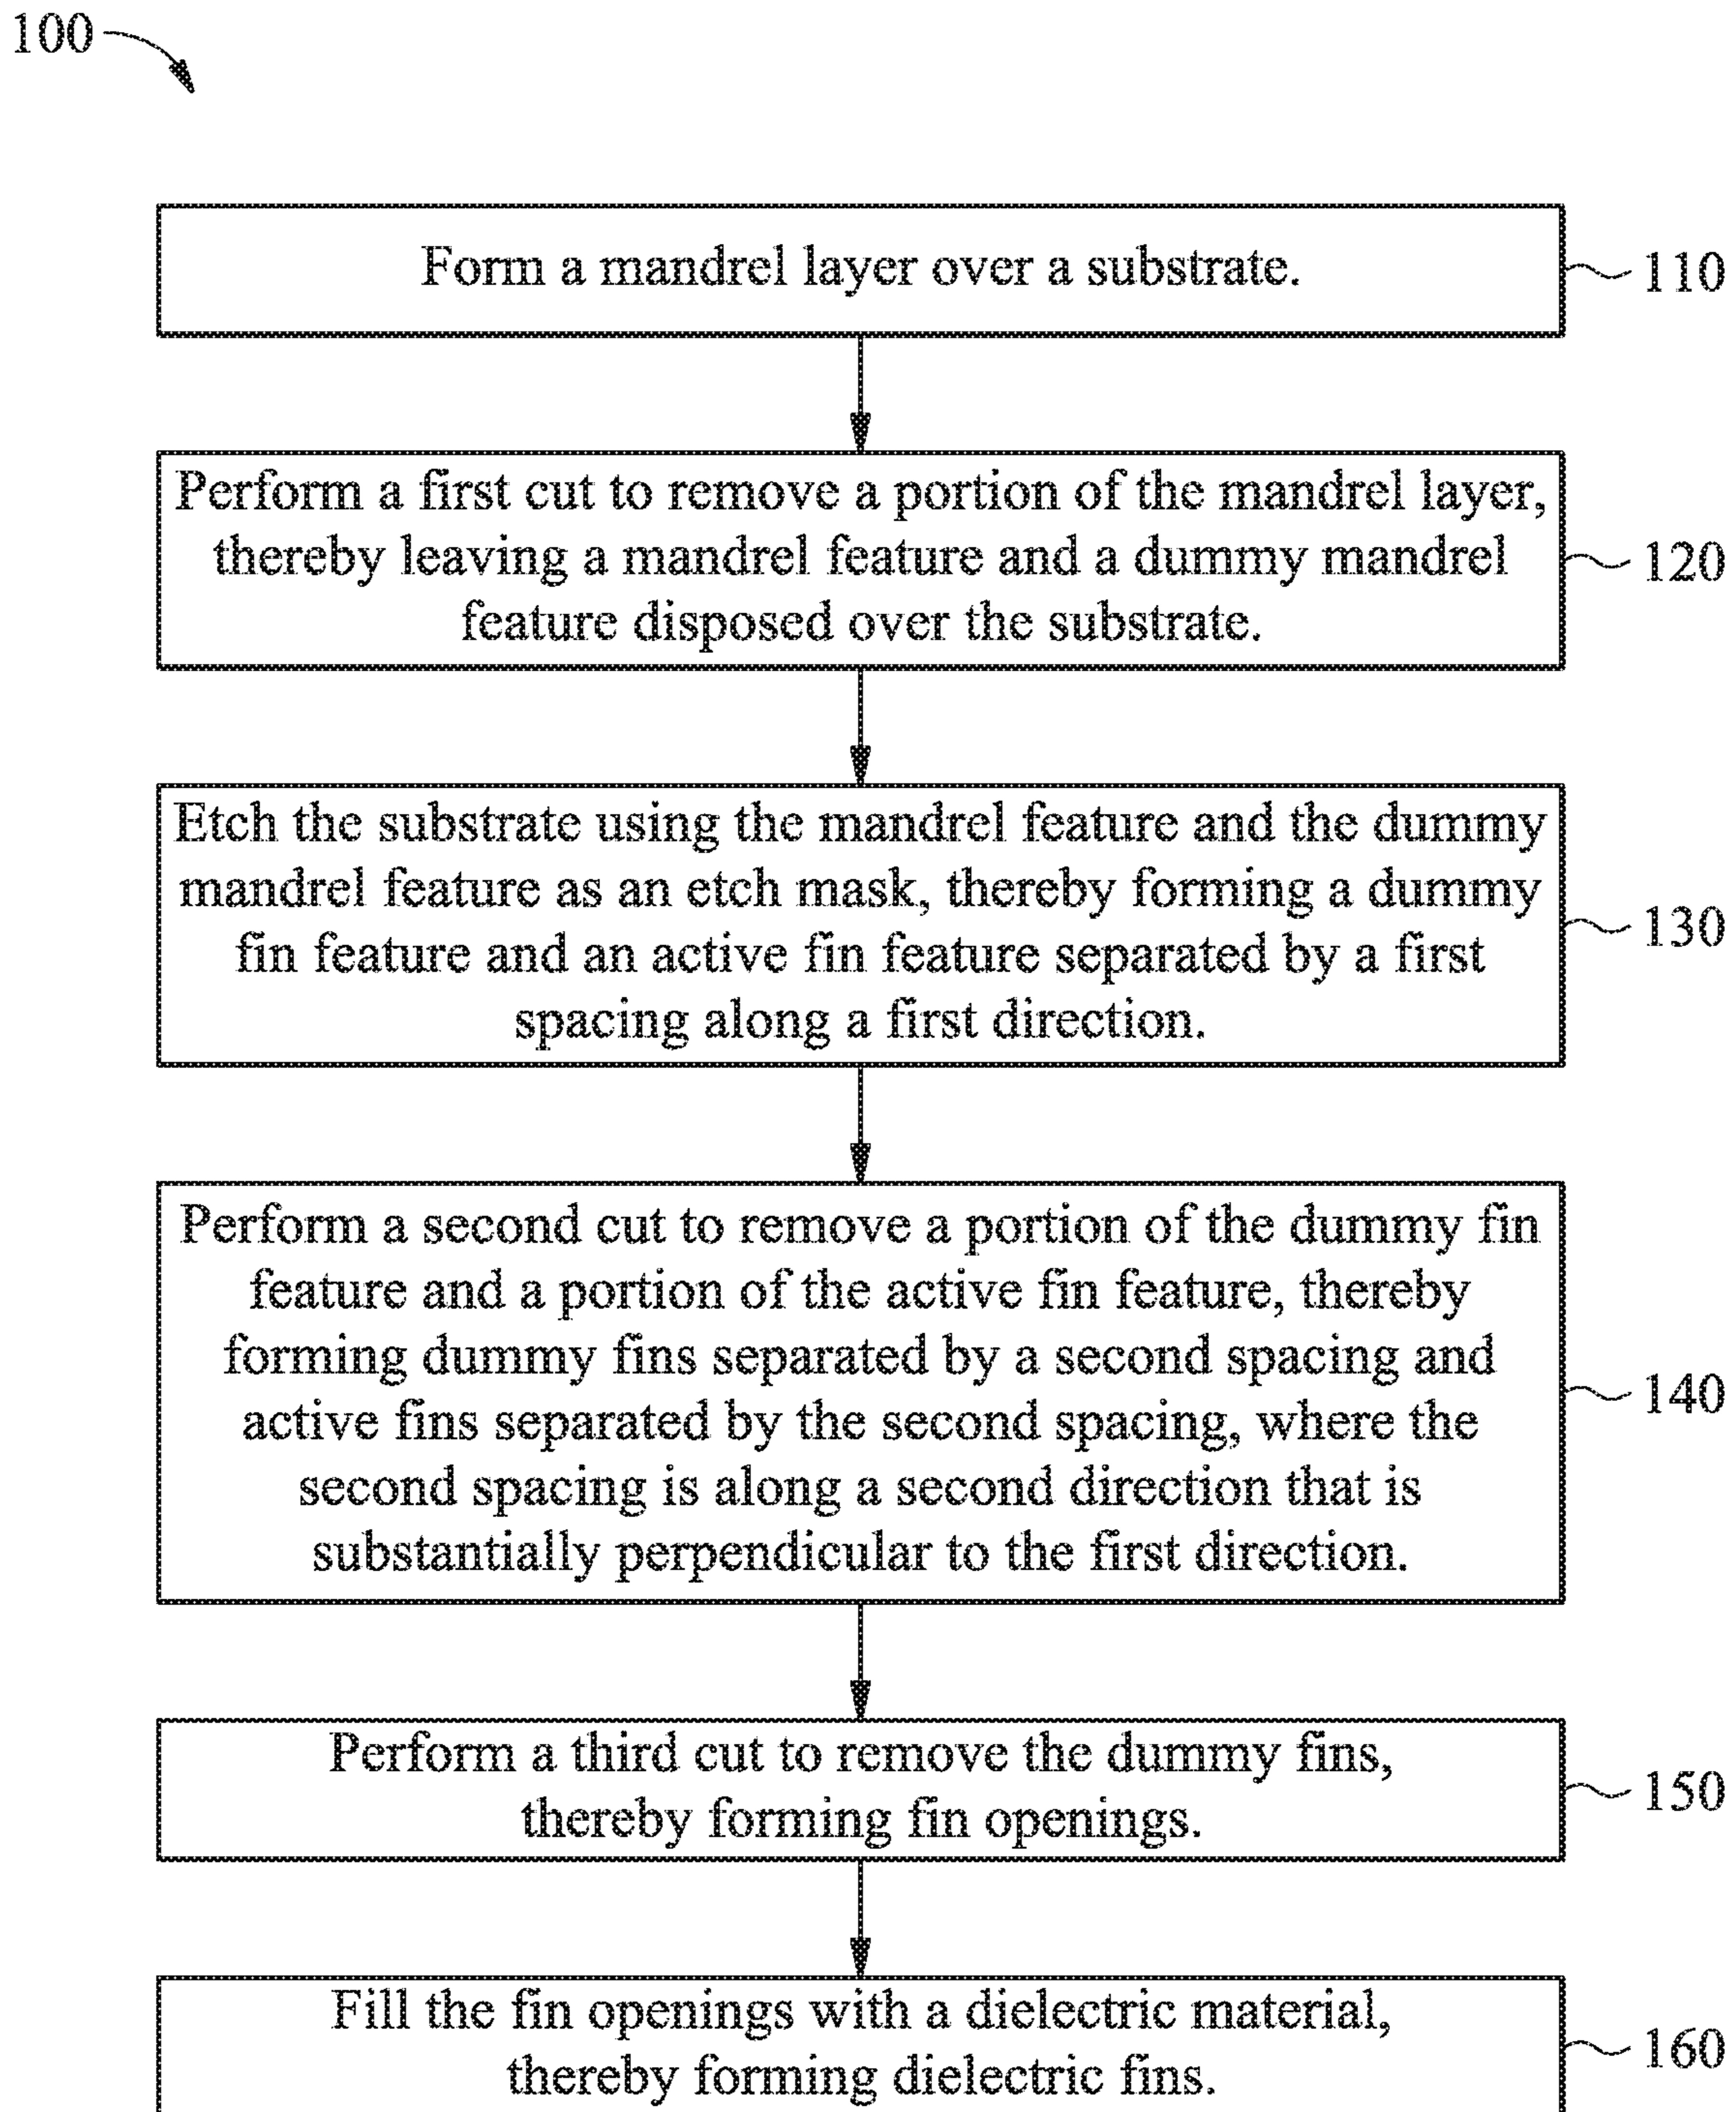 100
Form a mandrel layer over a substrate.
110
Perform a first cut to remove a portion of the mandrel layer,
thereby leaving a mandrel feature and a dummy mandrel
feature disposed over the substrate.
120
Etch the substrate using the mandrel feature and the dummy
mandrel feature as an etch mask, thereby forming a dummy
fin feature and an active fin feature separated by a first
spacing along a first direction.
130
Perform a second cut to remove a portion of the dummy fin
feature and a portion of the active fin feature, thereby
forming dummy fins separated by a second spacing and
active fins separated by the second spacing, where the
second spacing is along a second direction that is
substantially perpendicular to the first direction.
140
Perform a third cut to remove the dummy fins,
thereby forming fin openings.
150
Fill the fin openings with a dielectric material,
thereby forming dielectric fins.
160